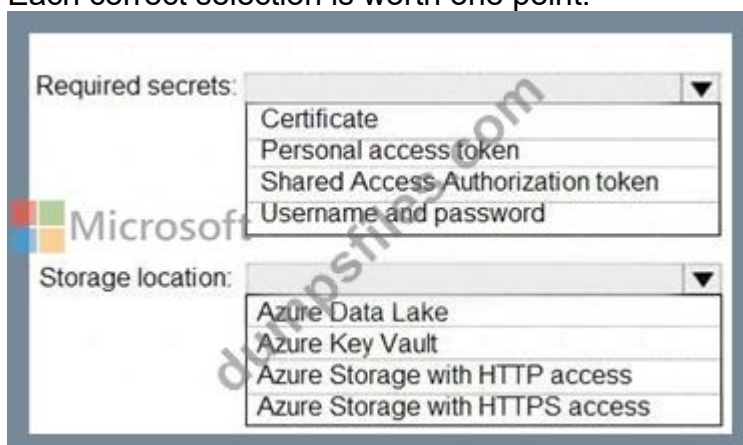 Each correct selection is worth one point.
Required secrets:
Certificate
Personal access token
Shared Access Authorization token
Username and password
Microsoft
Storage location:
Azure Data Lake
Azure Key Vault
Azure Storage with HTTP access
Azure Storage with HTTPS access
dumpsfiles.com